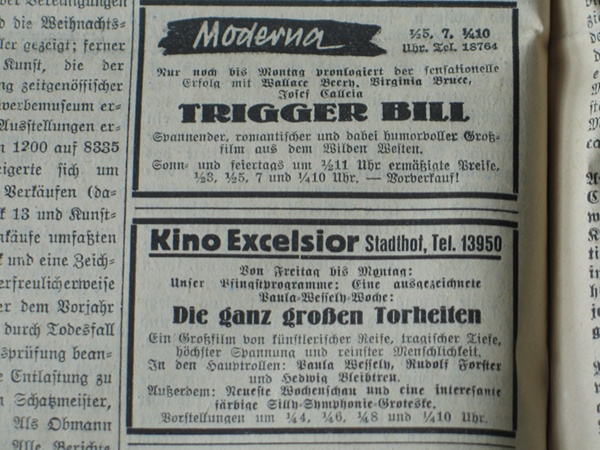 der Vereinigungen
die Weihnachts=
ler gezeigt; ferner
Kunst, die der
ng zeitgenössischer
verbemuseum er=
Ausstellungen er=
n 1200 auf 8335
eigerte sich um
Verkäufen (da=
k 13 und Kunst=
nkäufe umfaßten
k und eine Zeich=
erfreulicherweise
er dem Vorjahr
durch Todesfall
sprüfung bean=
e Entlastung zu
n Schatzmeister,
Als Obmann
Alle Berichte
Moderna
½5, 7, ¼10
Uhr. Tel. 18764
Nur noch bis Montag prolongiert der sensationelle
Erfolg mit Wallace Beery, Virginia Bruce,
Josef Calleia
TRIGGER BILL
Spannender, romantischer und dabei humorvoller Groß=
film aus dem Wilden Westen.
Sonn= und feiertags um ½11 Uhr ermäßigte Preise,
½3, ½5, 7 und ¼10 Uhr. — Vorverkauf!
Kino Excelsior Stadthof, Tel. 13950
Von Freitag bis Montag:
Unser Pfingstprogramm: Eine ausgezeichnete
Paula=Wessely=Woche:
Die ganz großen Torheiten
Ein Großfilm von künstlerischer Reife, tragischer Tiefe,
höchster Spannung und reinster Menschlichkeit.
In den Hauptrollen: Paula Wessely, Rudolf Forster
und Hedwig Bleibtreu.
Außerdem: Neueste Wochenschau und eine interesante
färbige Silly=Symphonie=Groteske.
Vorstellungen um ¼4, ¼6, ¼8 und ¼10 Uhr.